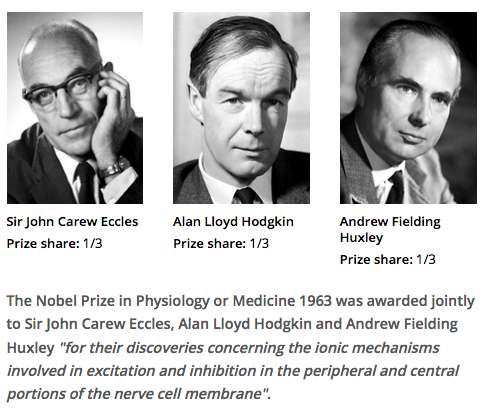 Sir John Carew Eccles
Prize share: 1/3
Alan Lloyd Hodgkin
Prize share: 1/3
Andrew Fielding
Huxley
Prize share: 1/3
The Nobel Prize in Physiology or Medicine 1963 was awarded jointly
to Sir John Carew Eccles, Alan Lloyd Hodgkin and Andrew Fielding
Huxley "for their discoveries concerning the ionic mechanisms
involved in excitation and inhibition in the peripheral and central
portions of the nerve cell membrane".